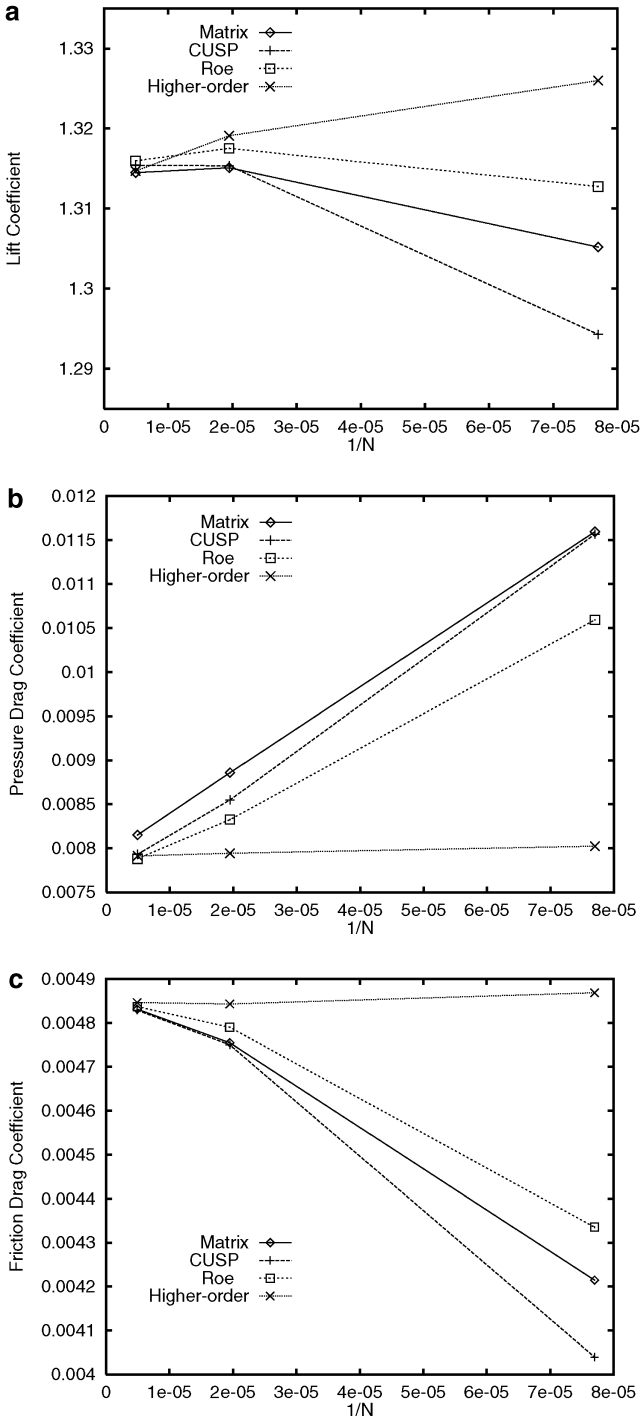 a
1.33
1.32
1.31
1.3
1.29
Lift Coefficient
Matrix
CUSP
Roe
Higher-order
0 1e-05 2e-05 3e-05 4e-05 5e-05 6e-05 7e-05 8e-05
1/N
b
0.012
0.0115
0.011
0.0105
0.01
0.0095
0.009
0.0085
0.008
0.0075
Pressure Drag Coefficient
Matrix
CUSP
Roe
Higher-order
0 1e-05 2e-05 3e-05 4e-05 5e-05 6e-05 7e-05 8e-05
1/N
c
0.0049
0.0048
0.0047
0.0046
0.0045
0.0044
0.0043
0.0042
0.0041
0.004
Friction Drag Coefficient
Matrix
CUSP
Roe
Higher-order
0 1e-05 2e-05 3e-05 4e-05 5e-05 6e-05 7e-05 8e-05
1/N